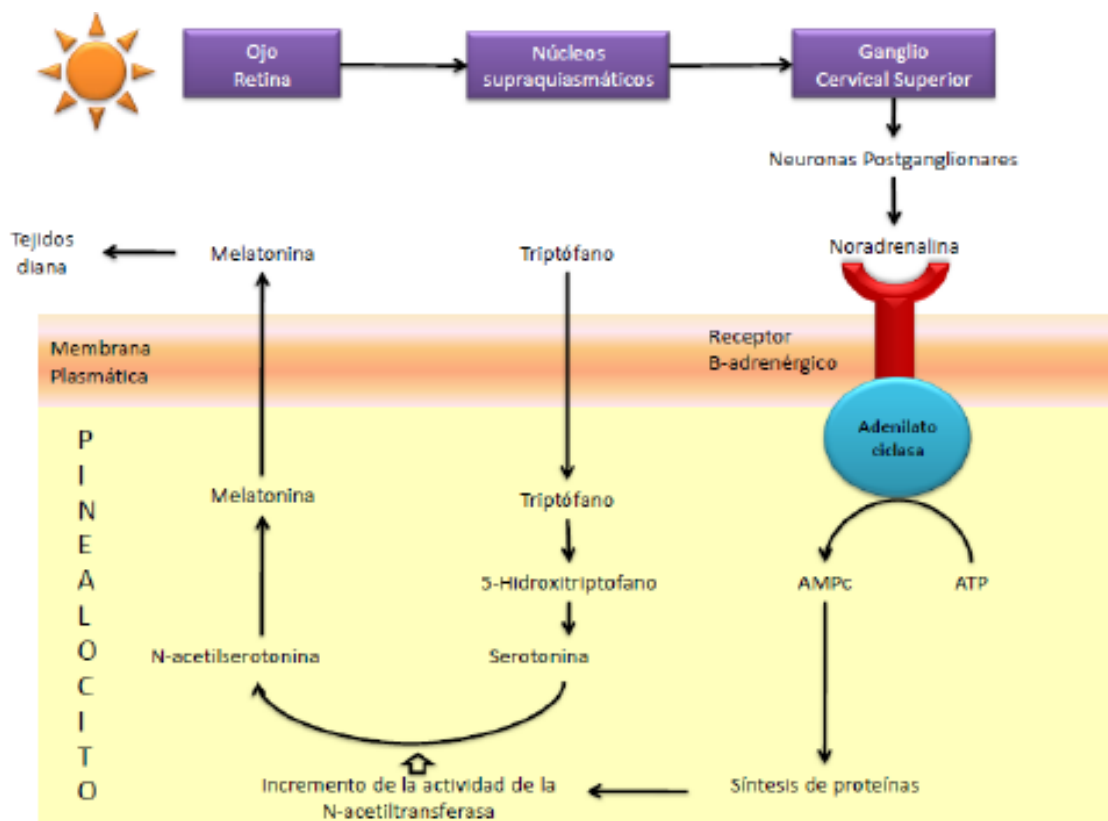 Ojo
Retina
Núcleos
supraquiasmáticos
Ganglio
Cervical Superior
Neuronas Postganglionares
Noradrenalina
Tejidos
diana
Melatonina
Triptófano
Membrana
Plasmática
Receptor
B-adrenérgico
Adenilato
ciclasa
PINEALOCITO
Melatonina
Triptófano
5-Hidroxitriptofano
AMPc
ATP
N-acetilserotonina
Serotonina
Incremento de la actividad de la
N-acetiltransferasa
Síntesis de proteínas